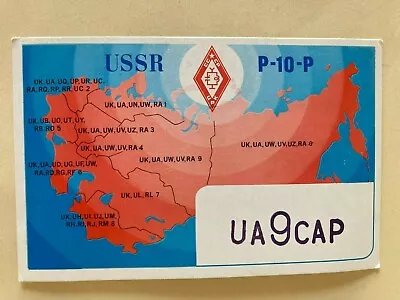 USSR
P-10-P
UK, UA, UQ, UP, UR, UC,
RA, RQ, RP, RR, UC 2
UK, UA, UN, UW, RA 1
UK, UB, UO, UT, UY,
RB, RO 5
UK, UA, UW, UV, UZ, RA 3
UK, UA, UW, UV, RA 4
UK, UA, UW, UV, UZ, RA 0
UK, UA, UW, UV, RA 9
UK, UA, UD, UG, UF, UW,
RA, RD, RG, RF 6
UK, UL, RL 7
UK, UH, UI, UJ, UM,
RH, RI, RJ, RM 8
UA9CAP